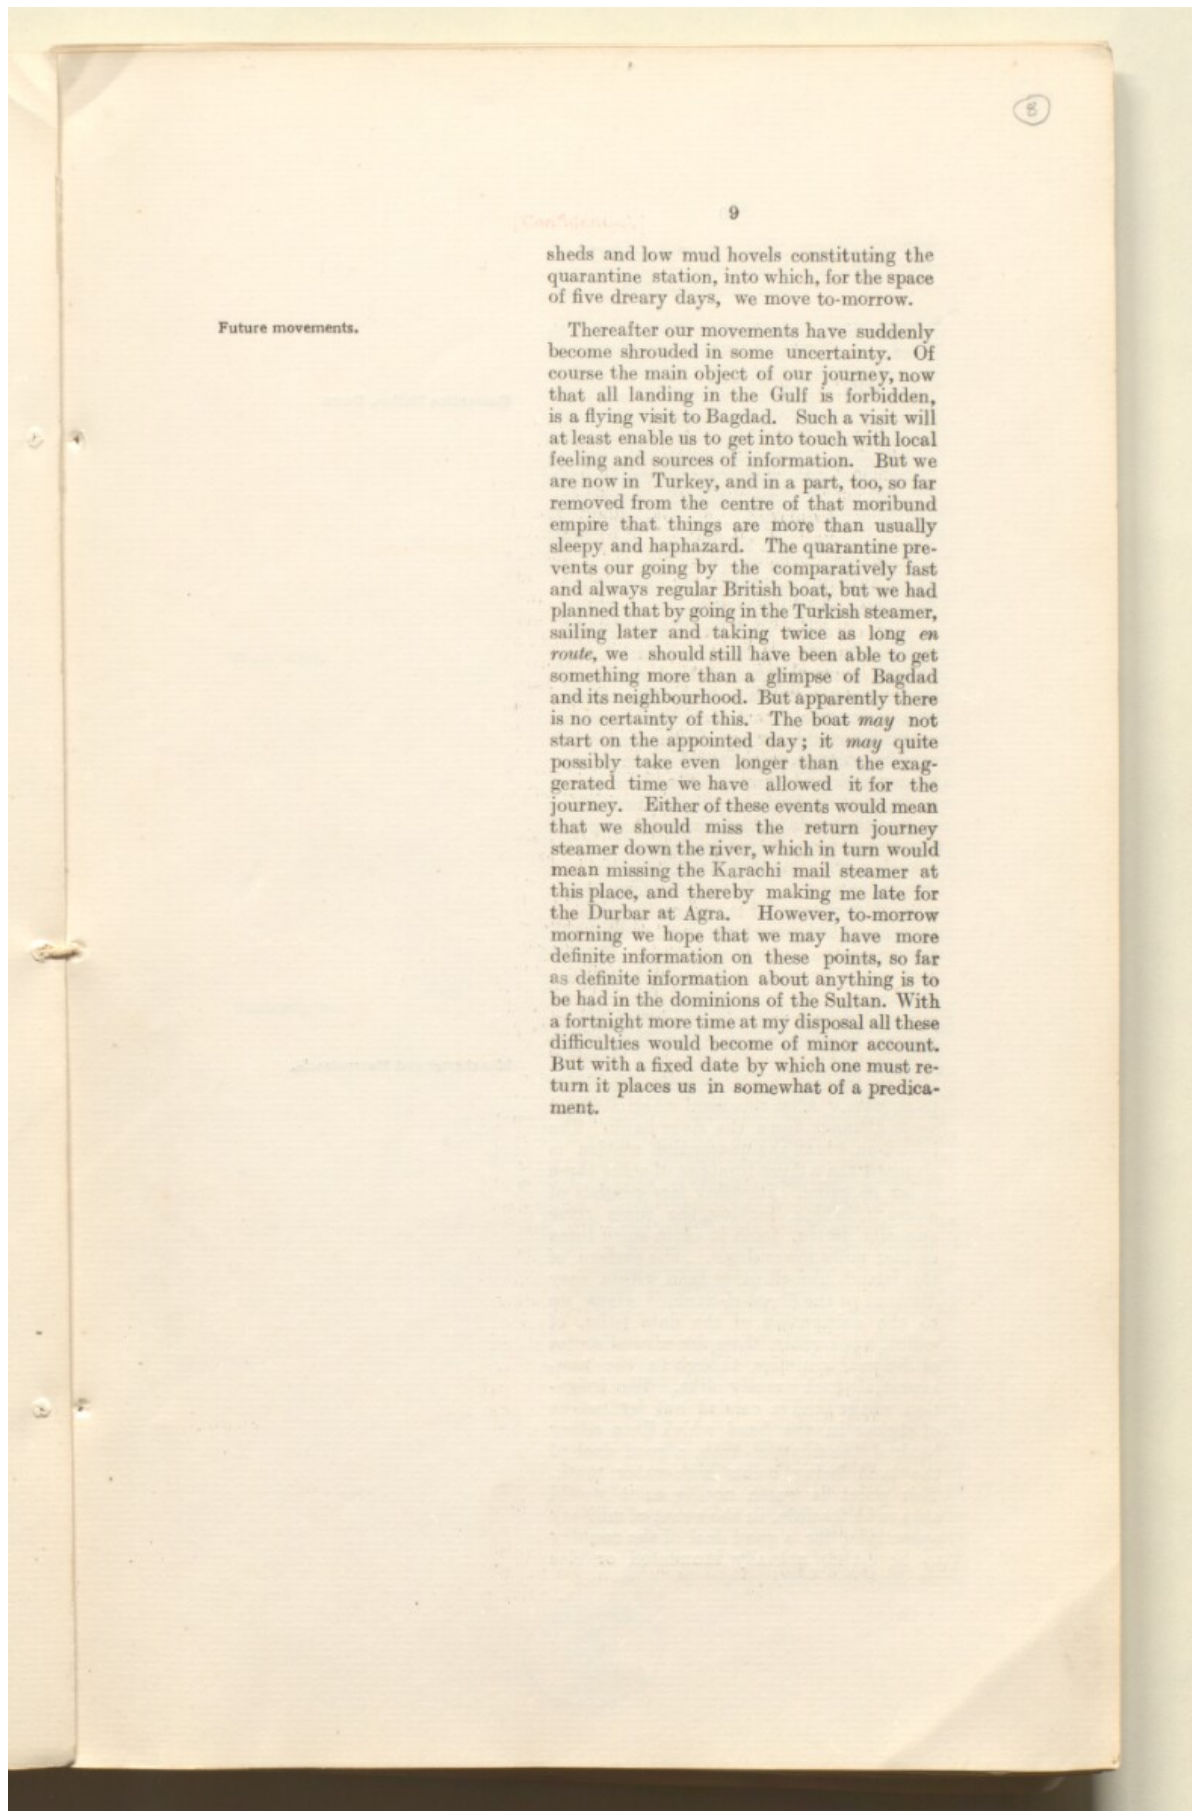 8
9
sheds and low mud hovels constituting the
quarantine station, into which, for the space
of five dreary days, we move to-morrow.
Future movements.
Thereafter our movements have suddenly
become shrouded in some uncertainty. Of
course the main object of our journey, now
that all landing in the Gulf is forbidden,
is a flying visit to Bagdad. Such a visit will
at least enable us to get into touch with local
feeling and sources of information. But we
are now in Turkey, and in a part, too, so far
removed from the centre of that moribund
empire that things are more than usually
sleepy and haphazard. The quarantine pre-
vents our going by the comparatively fast
and always regular British boat, but we had
planned that by going in the Turkish steamer,
sailing later and taking twice as long en
route, we should still have been able to get
something more than a glimpse of Bagdad
and its neighbourhood. But apparently there
is no certainty of this. The boat may not
start on the appointed day; it may quite
possibly take even longer than the exag-
gerated time we have allowed it for the
journey. Either of these events would mean
that we should miss the return journey
steamer down the river, which in turn would
mean missing the Karachi mail steamer at
this place, and thereby making me late for
the Durbar at Agra. However, to-morrow
morning we hope that we may have more
definite information on these points, so far
as definite information about anything is to
be had in the dominions of the Sultan. With
a fortnight more time at my disposal all these
difficulties would become of minor account.
But with a fixed date by which one must re-
turn it places us in somewhat of a predica-
ment.